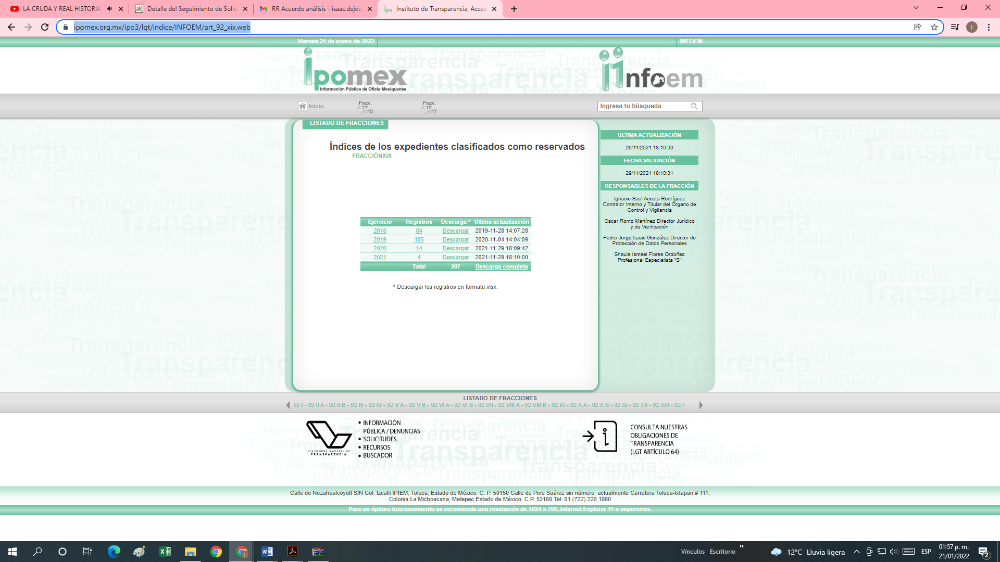 LA CRUDA Y REAL HISTORIA
Detalle del Seguimiento de Solici
RR Acuerdo análisis - isaac.dejesu
Instituto de Transparencia, Acces
ipomex.org.mx/ipo3/lgt/indice/INFOEM/art_92_xix.web
I
Viernes 21 de enero de 2022
INFOEM
ipomex
Información Pública de Oficio Mexiquense
infoem
Inicio
Fracc.
2015
Fracc.
2017
Ingresa tu búsqueda
LISTADO DE FRACCIONES
Índices de los expedientes clasificados como reservados
FRACCIÓNXIX
Ejercicio Registros Descarga * Ultima actualización
2018 84 Descargar 2019-11-28 14:07:28
2019 105 Descargar 2020-11-04 14:04:09
2020 14 Descargar 2021-11-29 18:09:42
2021 4 Descargar 2021-11-29 18:10:00
Total 207 Descarga completa
* Descargar los registros en formato xlsx.
ULTIMA ACTUALIZACIÓN
29/11/2021 18:10:00
FECHA VALIDACIÓN
29/11/2021 18:10:31
RESPONSABLES DE LA FRACCIÓN
Ignacio Saul Acosta Rodríguez
Contralor Interno y Titular del Órgano de
Control y Vigilancia
Oscar Romo Martínez Director Jurídico
y de Verificación
Pedro Jorge Isaac González Director de
Protección de Datos Personales
Shaula Ismael Flores Ordoñez
Profesional Especialista "B"
LISTADO DE FRACCIONES
92 I - 92 II A - 92 II B - 92 III - 92 IV - 92 V A - 92 V B - 92 VI A - 92 VI B - 92 VII - 92 VIII A - 92 VIII B - 92 IX - 92 X A - 92 X B - 92 XI - 92 XII - 92 XIII - 92 X
PLATAFORMA NACIONAL DE
TRANSPARENCIA
• INFORMACIÓN
PÚBLICA / DENUNCIAS
• SOLICITUDES
• RECURSOS
• BUSCADOR
CONSULTA NUESTRAS
OBLIGACIONES DE
TRANSPARENCIA
(LGT ARTÍCULO 64)
Calle de Nezahualcoyotl S/N Col. Izcalli IPIEM, Toluca, Estado de México. C. P. 50150 Calle de Pino Suárez sin número, actualmente Carretera Toluca-Ixtapan # 111,
Colonia La Michoacana; Metepec Estado de México, C.P. 52166 Tel: 01 (722) 226 1980
Para un óptimo funcionamiento se recomienda una resolución de 1024 x 768, Internet Explorer 11 o superiores.
Vínculos Escritorio
12°C Lluvia ligera
ESP
01:57 p. m.
21/01/2022
2